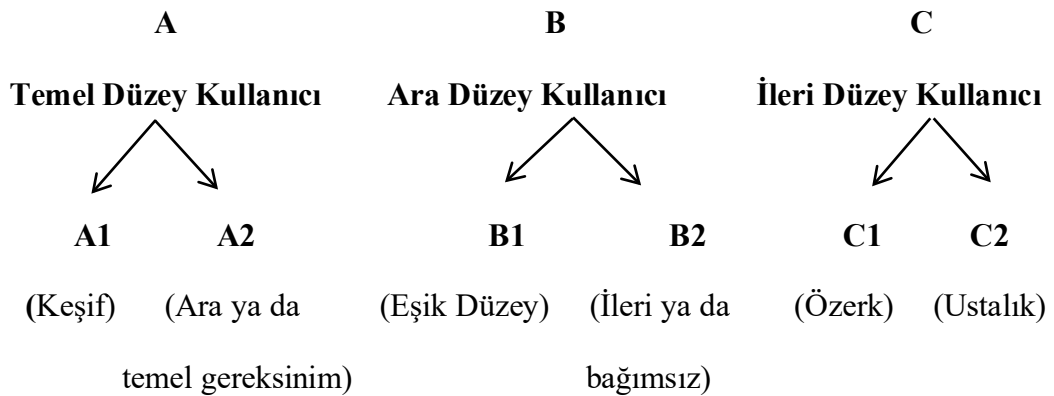 A B C
Temel Düzey Kullanıcı Ara Düzey Kullanıcı İleri Düzey Kullanıcı
A1 A2 B1 B2 C1 C2
(Keşif) (Ara ya da (Eşik Düzey) (İleri ya da (Özerk) (Ustalık)
temel gereksinim) bağımsız)